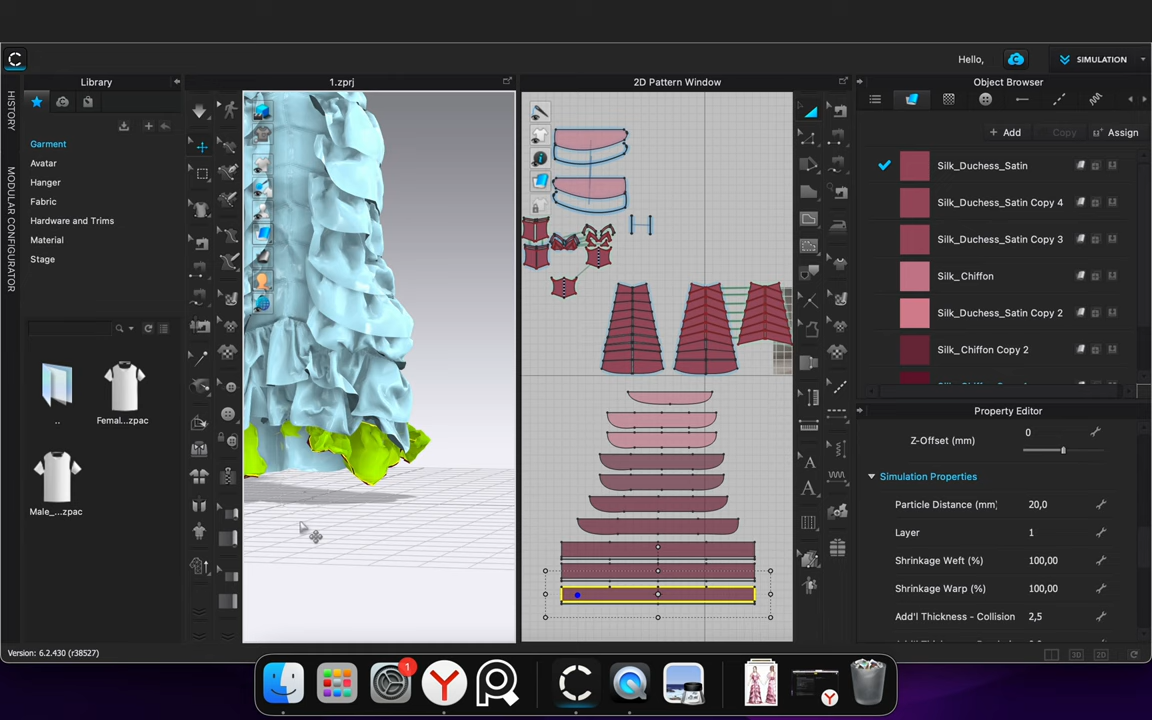 Hello,
SIMULATION
Library
1.zprj
2D Pattern Window
Object Browser
HISTORY
MODULAR CONFIGURATOR
Garment
Avatar
Hanger
Fabric
Hardware and Trims
Material
Stage
..
Femal...zpac
Male_...zpac
Add
Copy
Assign
Silk_Duchess_Satin
Silk_Duchess_Satin Copy 4
Silk_Duchess_Satin Copy 3
Silk_Chiffon
Silk_Duchess_Satin Copy 2
Silk_Chiffon Copy 2
Property Editor
Z-Offset (mm)
0
Simulation Properties
Particle Distance (mm)
20,0
Layer
1
Shrinkage Weft (%)
100,00
Shrinkage Warp (%)
100,00
Add'l Thickness - Collision
2,5
Version: 6.2.430 (r38527)
3D
2D
1